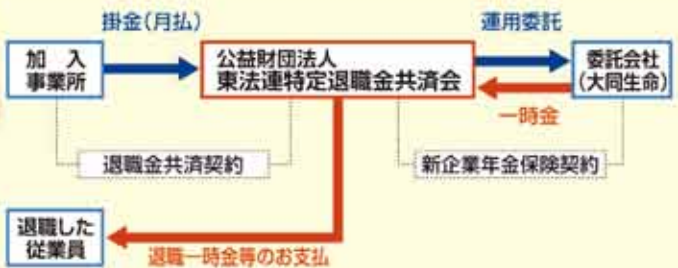 掛金(月払)
運用委託
加入
事業所
公益財団法人
東法連特定退職金共済会
委託会社
(大同生命)
一時金
退職金共済契約
新企業年金保険契約
退職した
従業員
退職一時金等のお支払